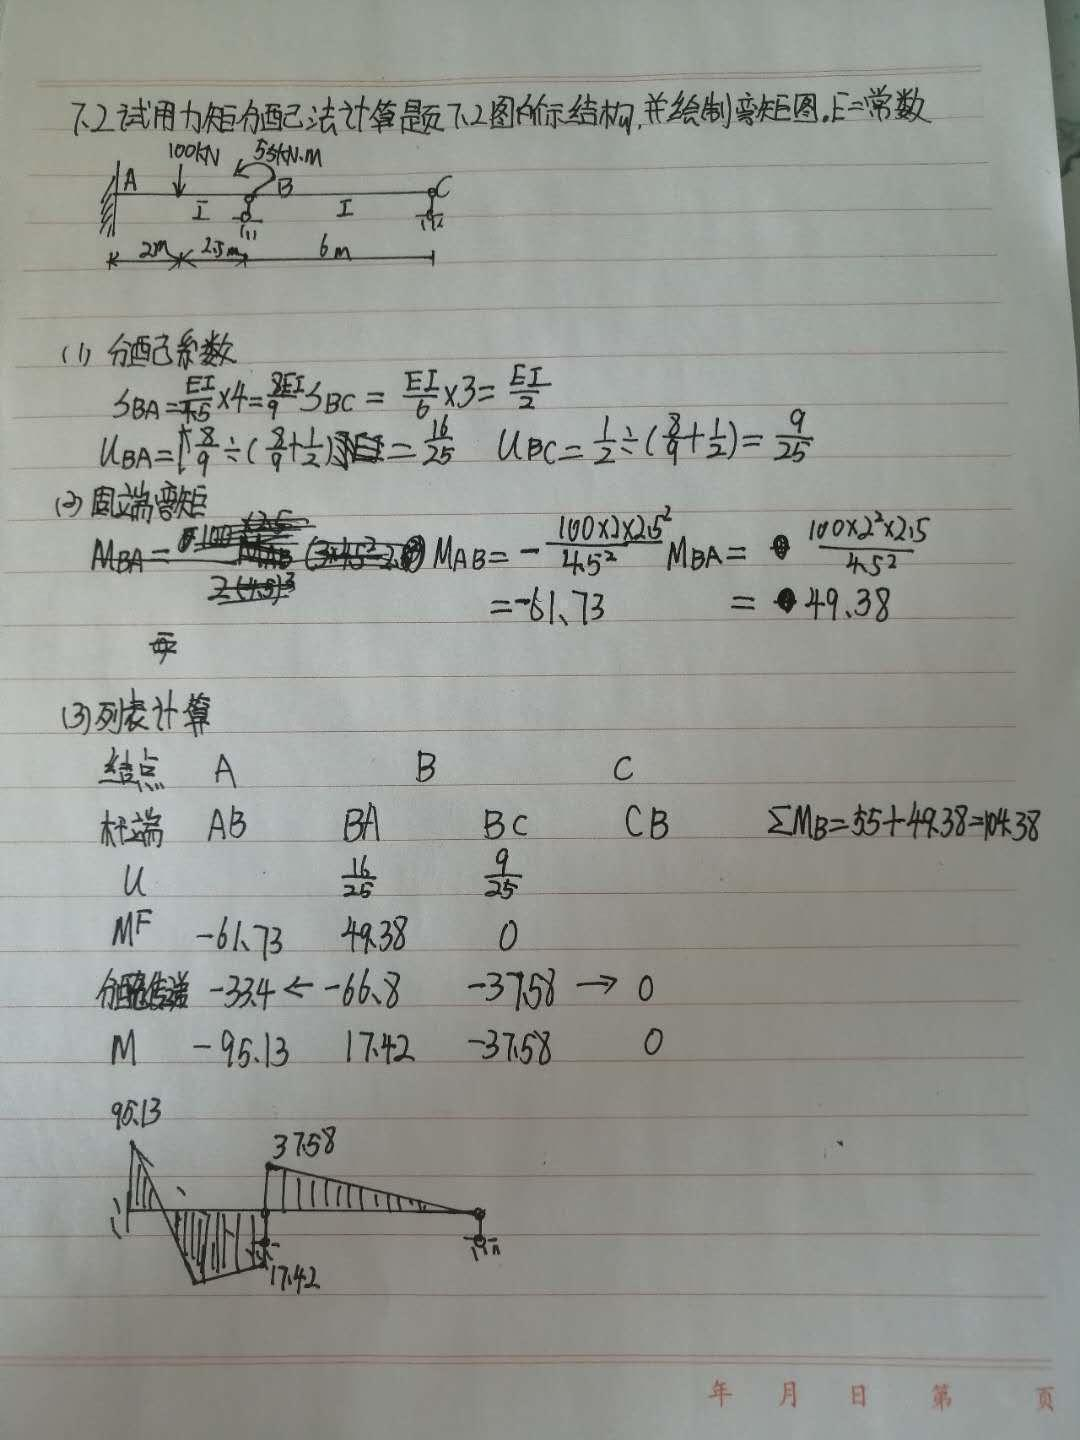 7.2 试用力矩分配法计算题7.2图所示结构,并绘制弯矩图。E=常数
100kN 55kN.m
A B C
I I
2m 2.5m 6m
(1) 分配系数
SBA=EI/4.5×4=8EI/9 SBC=EI/6×3=EI/2
UBA=8/9÷(8/9+1/2)=16/25 UBC=1/2÷(8/9+1/2)=9/25
(2) 固端弯矩
MBA= MAB=-100×2×2.5²/4.5² MBA=100×2²×2.5/4.5²
=-61.73 =49.38
(3) 列表计算
结点 A B C
杆端 AB BA BC CB ΣMB=55+49.38=104.38
U 16/25 9/25
MF -61.73 49.38 0
分配传递 -33.4 ← -66.8 -37.58 → 0
M -95.13 17.42 -37.58 0
95.13
37.58
17.42
年 月 日 第 页